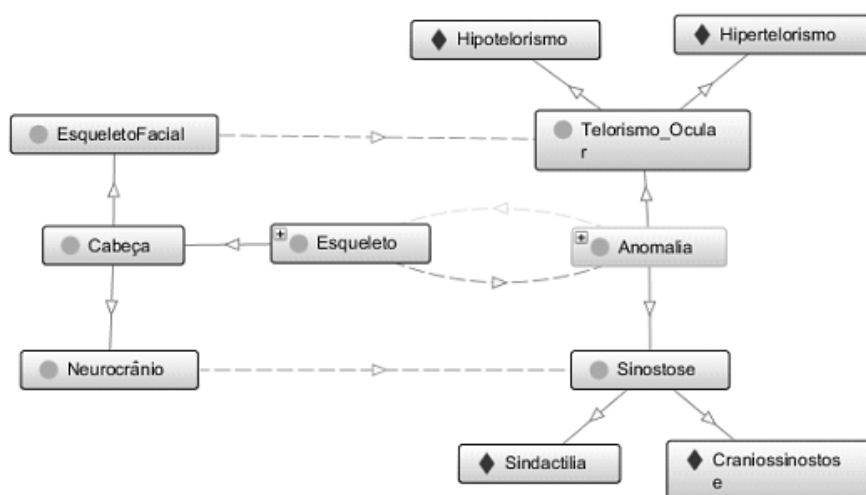 Hipotelorismo
Hipertelorismo
EsqueletoFacial
Telorismo_Ocula
r
Cabeça
Esqueleto
Anomalia
Neurocrânio
Sinostose
Sindactilia
Craniossinostos
e